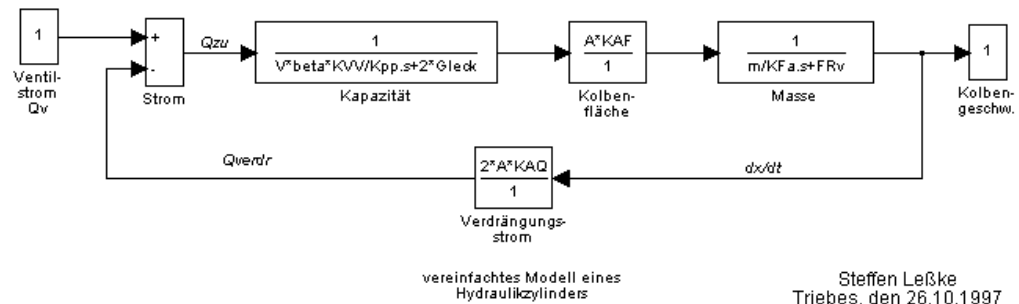 1
Ventil-
strom
Qv
+
-
Strom
Qzu
1
V*beta*KVV/Kpp.s+2*Gleck
Kapazität
A*KAF
1
Kolben-
fläche
1
m/KFa.s+FRv
Masse
1
Kolben-
geschw.
Qverdr
2*A*KAQ
1
Verdrängungs-
strom
dx/dt
vereinfachtes Modell eines
Hydraulikzylinders
Steffen Leßke
Triebes, den 26.10.1997